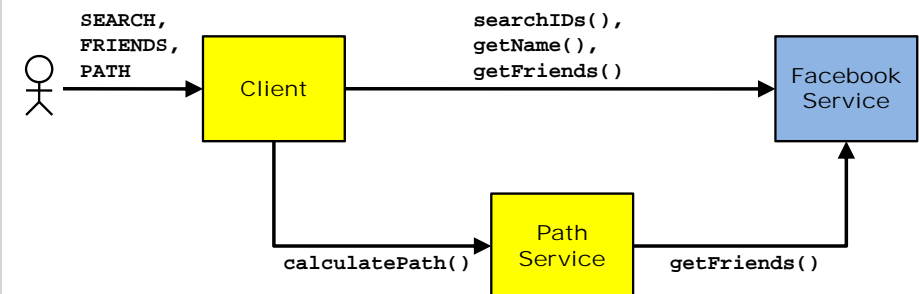 SEARCH,
FRIENDS,
PATH
searchIDs(),
getName(),
getFriends()
Client
Facebook
Service
Path
Service
calculatePath()
getFriends()